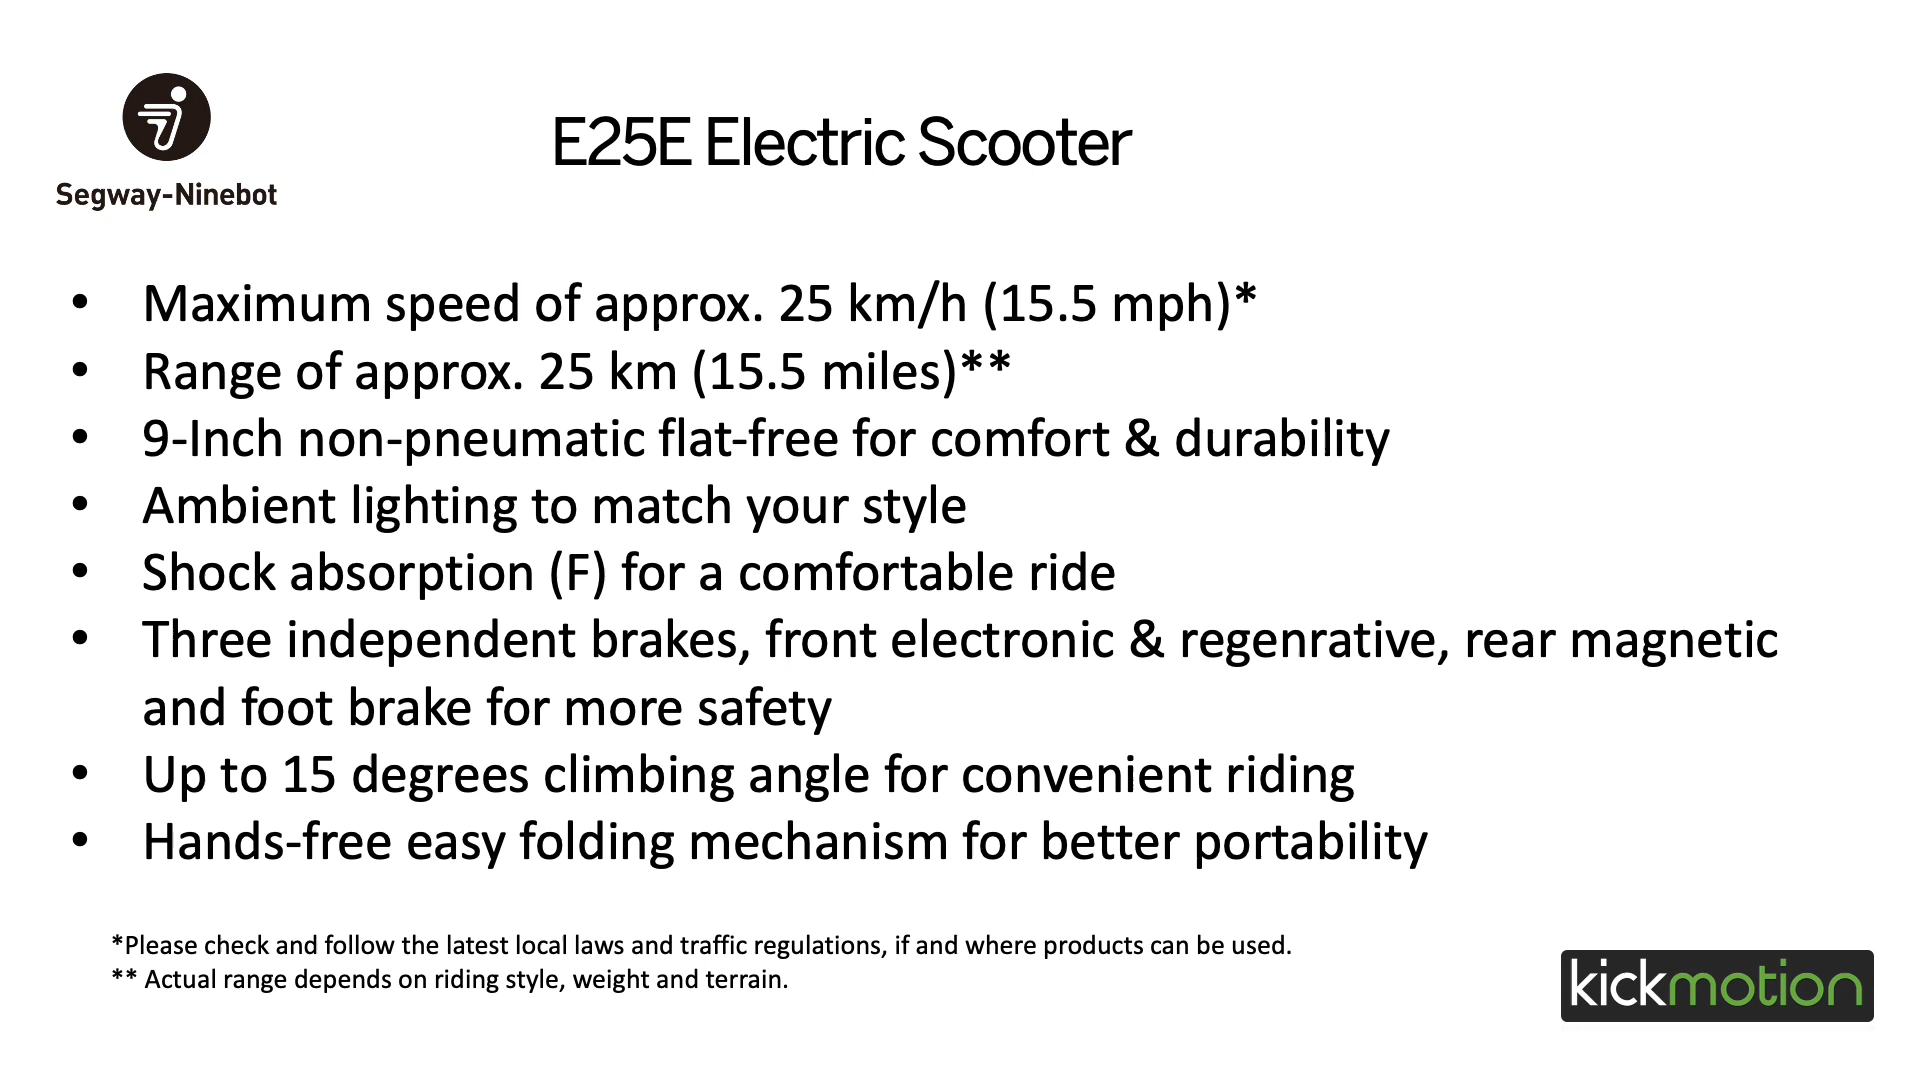 Segway-Ninebot
E25E Electric Scooter
• Maximum speed of approx. 25 km/h (15.5 mph)*
• Range of approx. 25 km (15.5 miles)**
• 9-Inch non-pneumatic flat-free for comfort & durability
• Ambient lighting to match your style
• Shock absorption (F) for a comfortable ride
• Three independent brakes, front electronic & regenrative, rear magnetic
and foot brake for more safety
• Up to 15 degrees climbing angle for convenient riding
• Hands-free easy folding mechanism for better portability
*Please check and follow the latest local laws and traffic regulations, if and where products can be used.
** Actual range depends on riding style, weight and terrain.
kickmotion